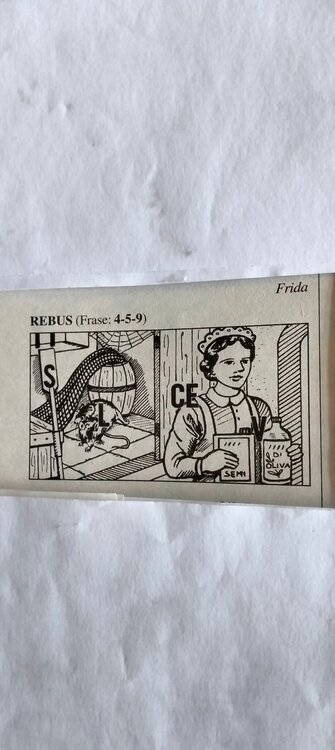 Frida
REBUS (Frase: 4-5-9)
S
L
CE
V
SEMI
DI
OLIVA